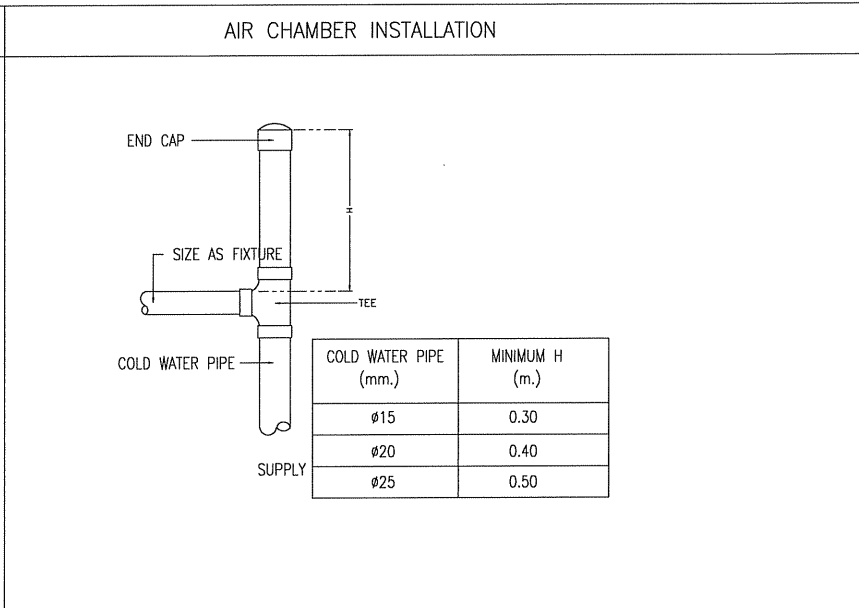 AIR CHAMBER INSTALLATION
END CAP
H
SIZE AS FIXTURE
TEE
COLD WATER PIPE
SUPPLY
COLD WATER PIPE MINIMUM H
(mm.) (m.)
ø15 0.30
ø20 0.40
ø25 0.50